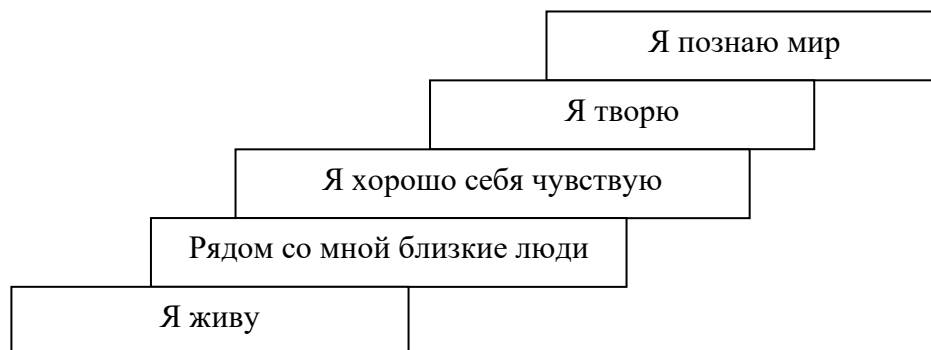 Я познаю мир
Я творю
Я хорошо себя чувствую
Рядом со мной близкие люди
Я живу